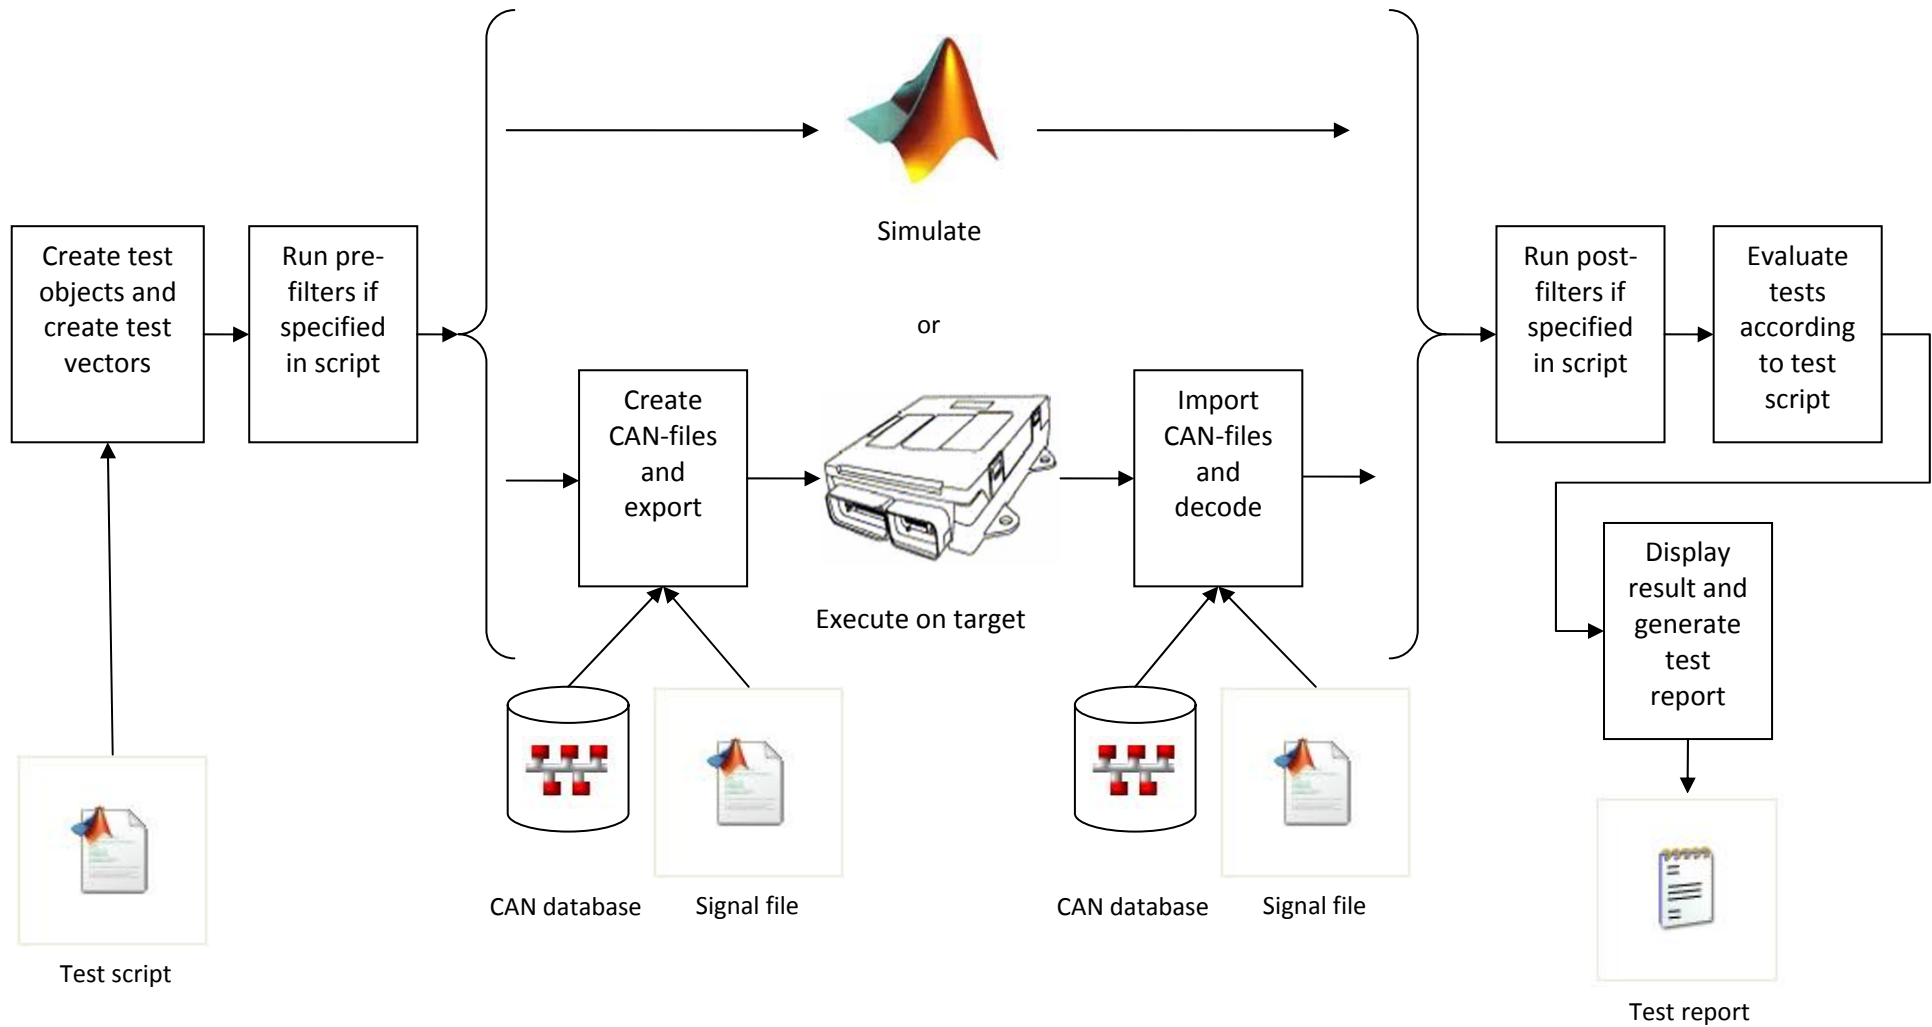 Create test
objects and
create test
vectors
Run pre-
filters if
specified
in script
Simulate
or
Create
CAN-files
and
export
Execute on target
Import
CAN-files
and
decode
Run post-
filters if
specified
in script
Evaluate
tests
according
to test
script
Display
result and
generate
test
report
Test script
CAN database
Signal file
CAN database
Signal file
Test report